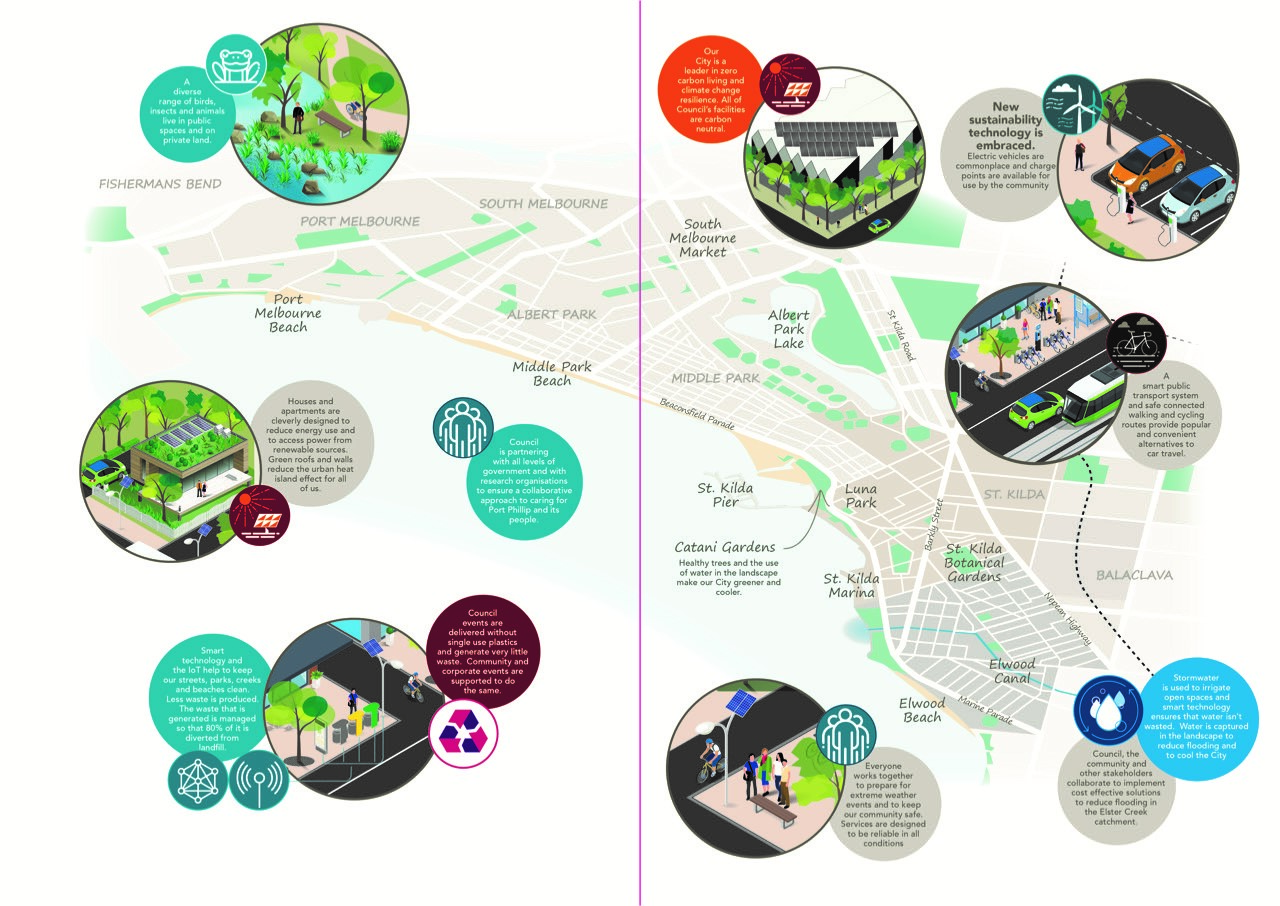 A
diverse
range of birds,
insects and animals
live in public
spaces and on
private land.
FISHERMANS BEND
PORT MELBOURNE
SOUTH MELBOURNE
Port
Melbourne
Beach
ALBERT PARK
Middle Park
Beach
Houses and
apartments are
cleverly designed to
reduce energy use and
to access power from
renewable sources.
Green roofs and walls
reduce the urban heat
island effect for all
of us.
Council
is partnering
with all levels of
government and with
research organisations
to ensure a collaborative
approach to caring for
Port Phillip and its
people.
Smart
technology and
the IoT help to keep
our streets, parks, creeks
and beaches clean.
Less waste is produced.
The waste that is
generated is managed
so that 80% of it is
diverted from
landfill.
Council
events are
delivered without
single use plastics
and generate very little
waste. Community and
corporate events are
supported to do
the same.
Our
City is a
leader in zero
carbon living and
climate change
resilience. All of
Council's facilities
are carbon
neutral.
New
sustainability
technology is
embraced.
Electric vehicles are
commonplace and charge
points are available for
use by the community
South
Melbourne
Market
Albert
Park
Lake
St Kilda Road
MIDDLE PARK
Beaconsfield Parade
A
smart public
transport system
and safe connected
walking and cycling
routes provide popular
and convenient
alternatives to
car travel.
St. Kilda
Pier
Luna
Park
ST. KILDA
Barkly Street
Catani Gardens
Healthy trees and the use
of water in the landscape
make our City greener and
cooler.
St. Kilda
Botanical
Gardens
St. Kilda
Marina
BALACLAVA
Nepean Highway
Elwood
Canal
Elwood
Beach
Marine Parade
Stormwater
is used to irrigate
open spaces and
smart technology
ensures that water isn't
wasted. Water is captured
in the landscape to
reduce flooding and
to cool the City
Council, the
community and
other stakeholders
collaborate to implement
cost effective solutions
to reduce flooding in
the Elster Creek
catchment.
Everyone
works together
to prepare for
extreme weather
events and to keep
our community safe.
Services are designed
to be reliable in all
conditions